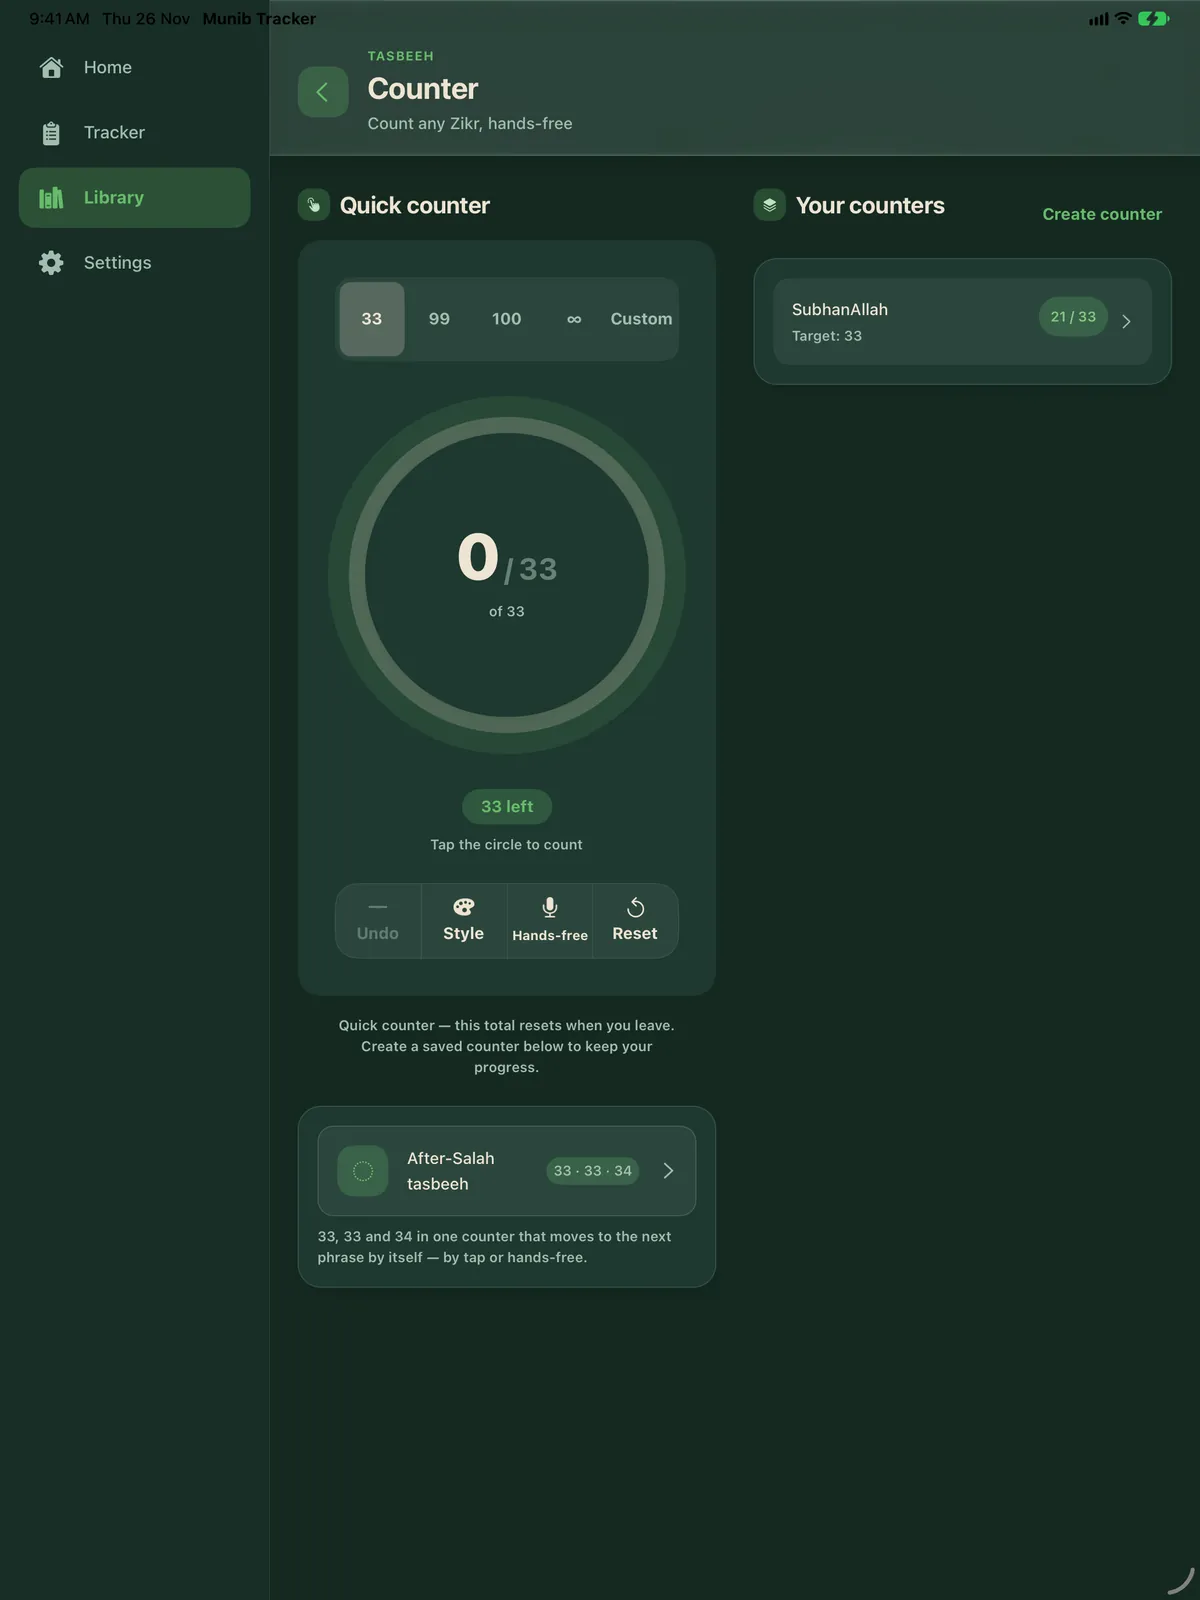 9:41 AM Thu 26 Nov Munib Tracker
Home
Tracker
Library
Settings
TASBEEH
Counter
Count any Zikr, hands-free
Quick counter
33 99 100 ∞ Custom
0 / 33
of 33
33 left
Tap the circle to count
Undo Style Hands-free Reset
Quick counter — this total resets when you leave.
Create a saved counter below to keep your
progress.
After-Salah
tasbeeh
33 · 33 · 34
33, 33 and 34 in one counter that moves to the next
phrase by itself — by tap or hands-free.
Your counters
Create counter
SubhanAllah
Target: 33
21 / 33